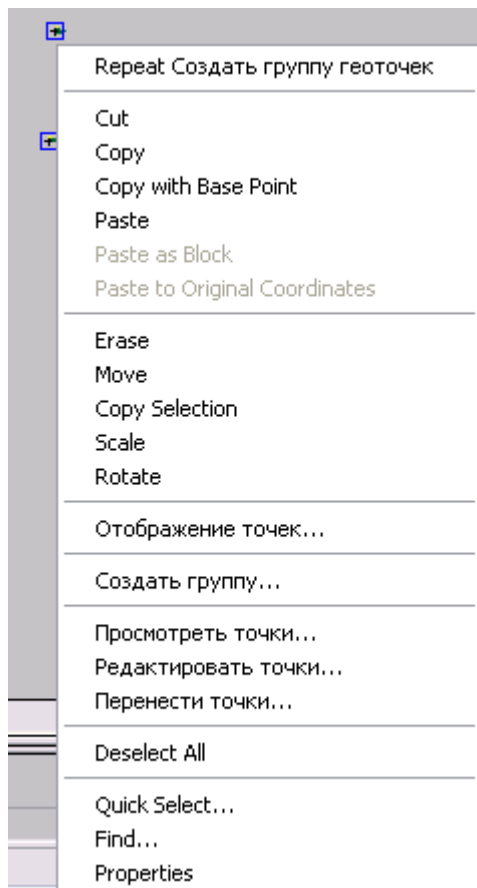 Repeat Создать группу геоточек
Cut
Copy
Copy with Base Point
Paste
Paste as Block
Paste to Original Coordinates
Erase
Move
Copy Selection
Scale
Rotate
Отображение точек...
Создать группу...
Просмотреть точки...
Редактировать точки...
Перенести точки...
Deselect All
Quick Select...
Find...
Properties